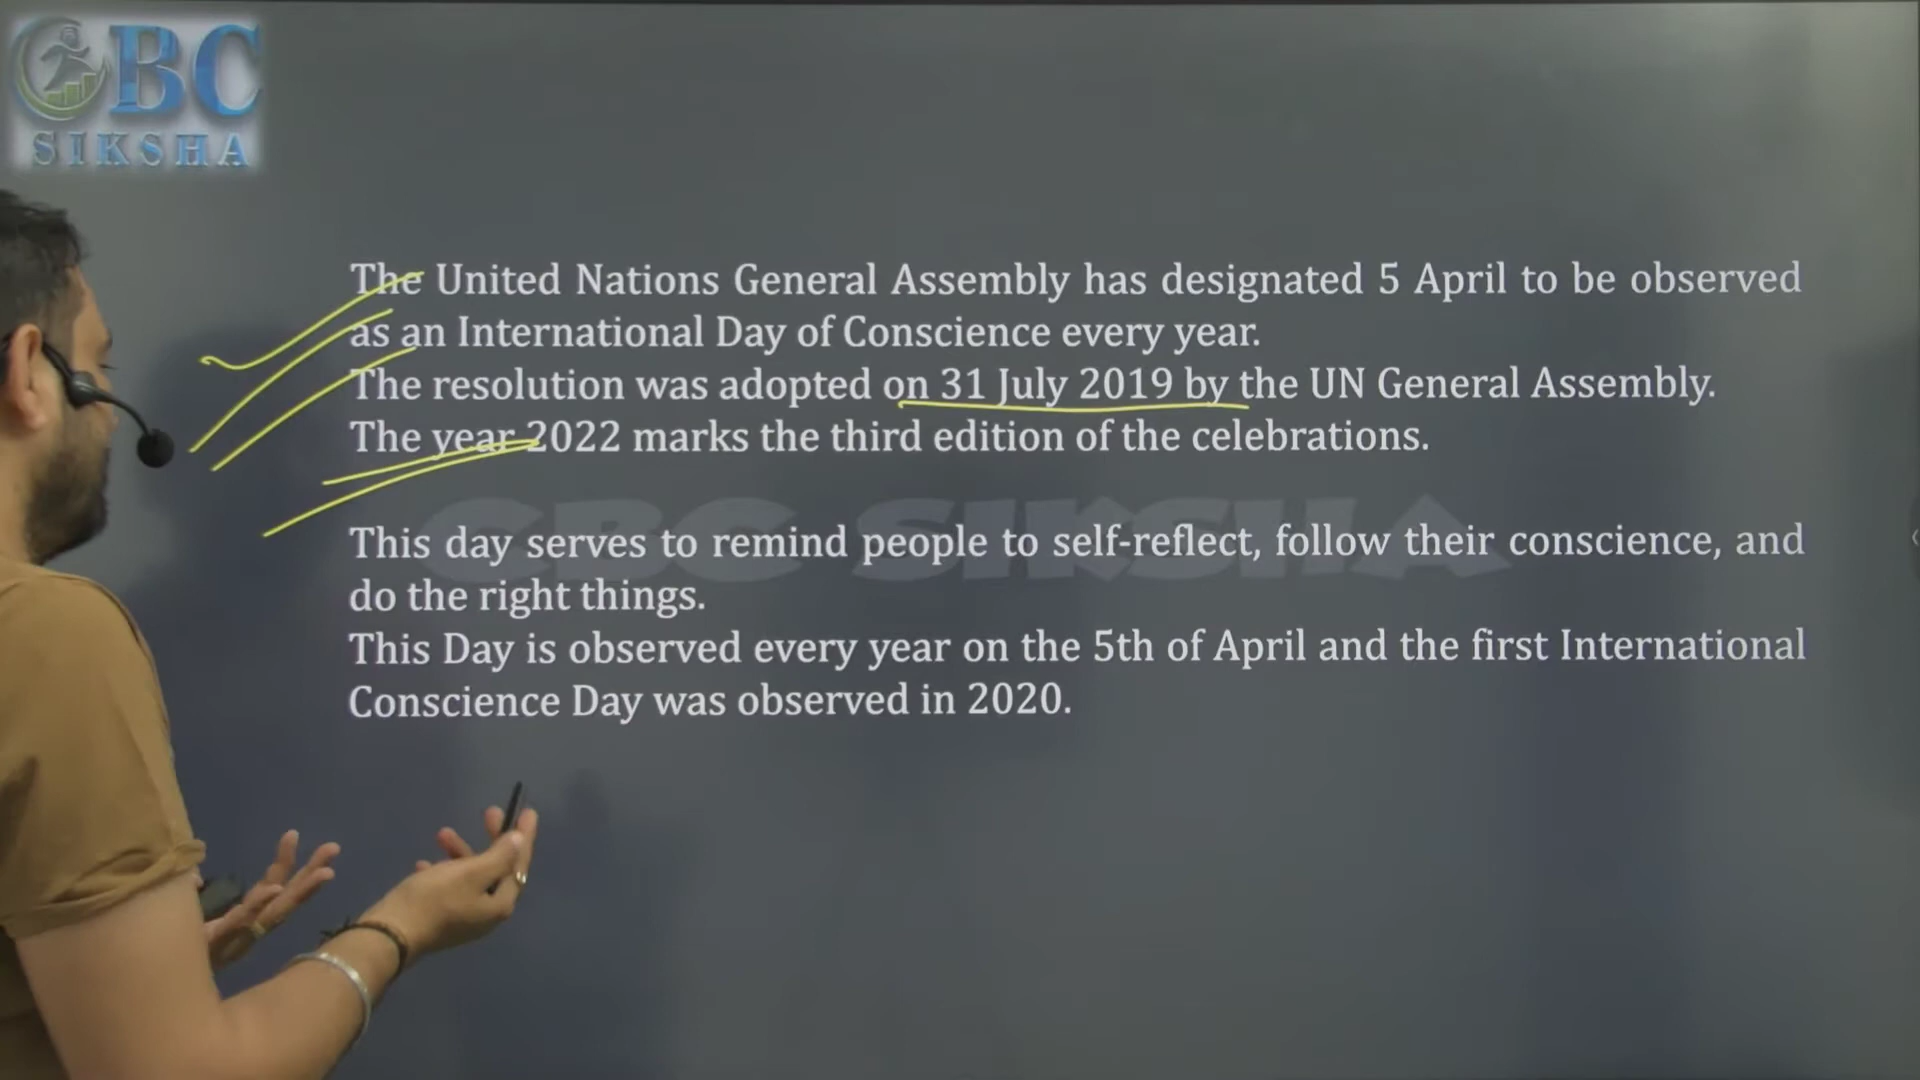 CBC
SIKSHA
The United Nations General Assembly has designated 5 April to be observed
as an International Day of Conscience every year.
The resolution was adopted on 31 July 2019 by the UN General Assembly.
The year 2022 marks the third edition of the celebrations.
CBC SIKSHA
This day serves to remind people to self-reflect, follow their conscience, and
do the right things.
This Day is observed every year on the 5th of April and the first International
Conscience Day was observed in 2020.